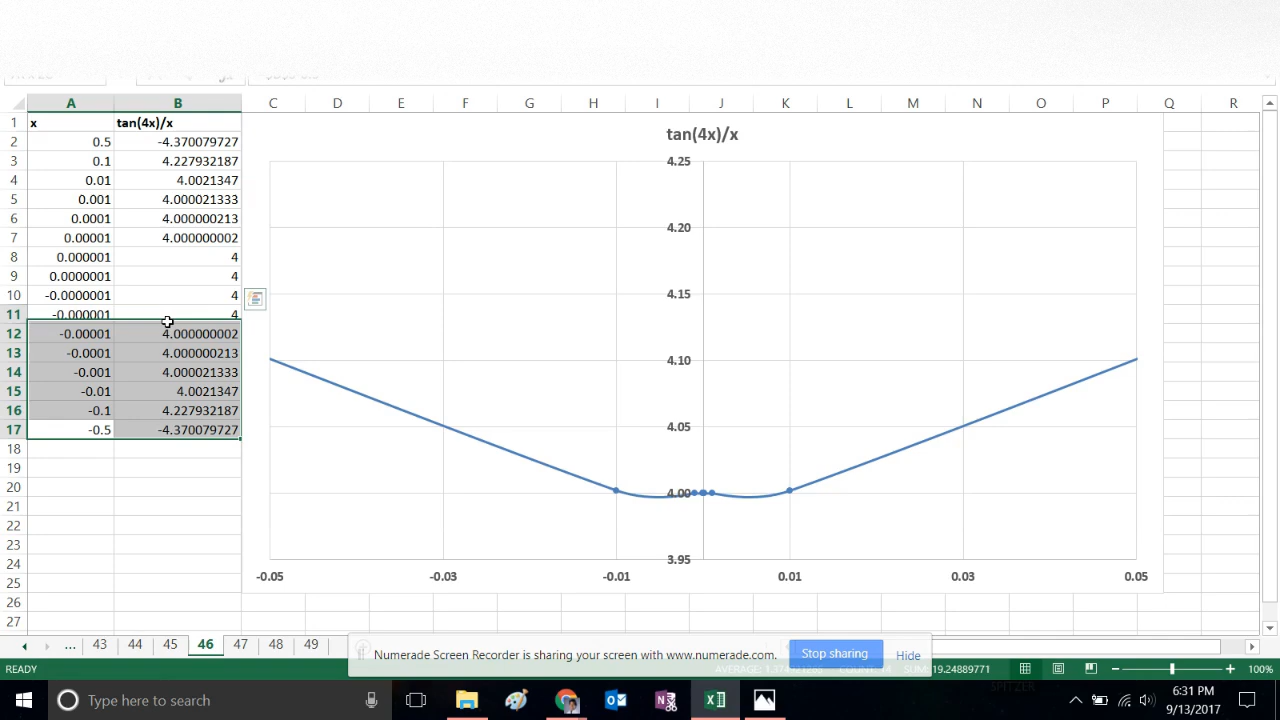 A B C D E F G H I J K L M N O P Q R
1 x tan(4x)/x
2 0.5 -4.370079727
3 0.1 4.227932187
4 0.01 4.0021347
5 0.001 4.000021333
6 0.0001 4.000000213
7 0.00001 4.000000002
8 0.000001 4
9 0.0000001 4
10 -0.0000001 4
11 -0.000001 4
12 -0.00001 4.000000002
13 -0.0001 4.000000213
14 -0.001 4.000021333
15 -0.01 4.0021347
16 -0.1 4.227932187
17 -0.5 -4.370079727
18
19
20
21
22
23
24
25
26
27
tan(4x)/x
4.25
4.20
4.15
4.10
4.05
4.00
3.95
-0.05 -0.03 -0.01 0.01 0.03 0.05
... 43 44 45 46 47 48 49
Numerade Screen Recorder is sharing your screen with www.numerade.com.
Stop sharing
Hide
READY
SUM: 19.24889771
100%
Type here to search
6:31 PM
9/13/2017